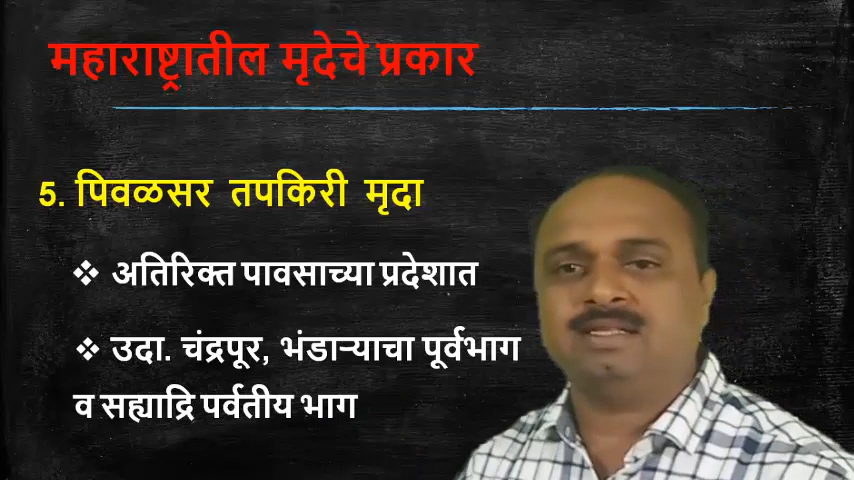 महाराष्ट्रातील मृदेचे प्रकार
5. पिवळसर तपकिरी मृदा
❖ अतिरिक्त पावसाच्या प्रदेशात
❖ उदा. चंद्रपूर, भंडाऱ्याचा पूर्वभाग
व सह्याद्रि पर्वतीय भाग